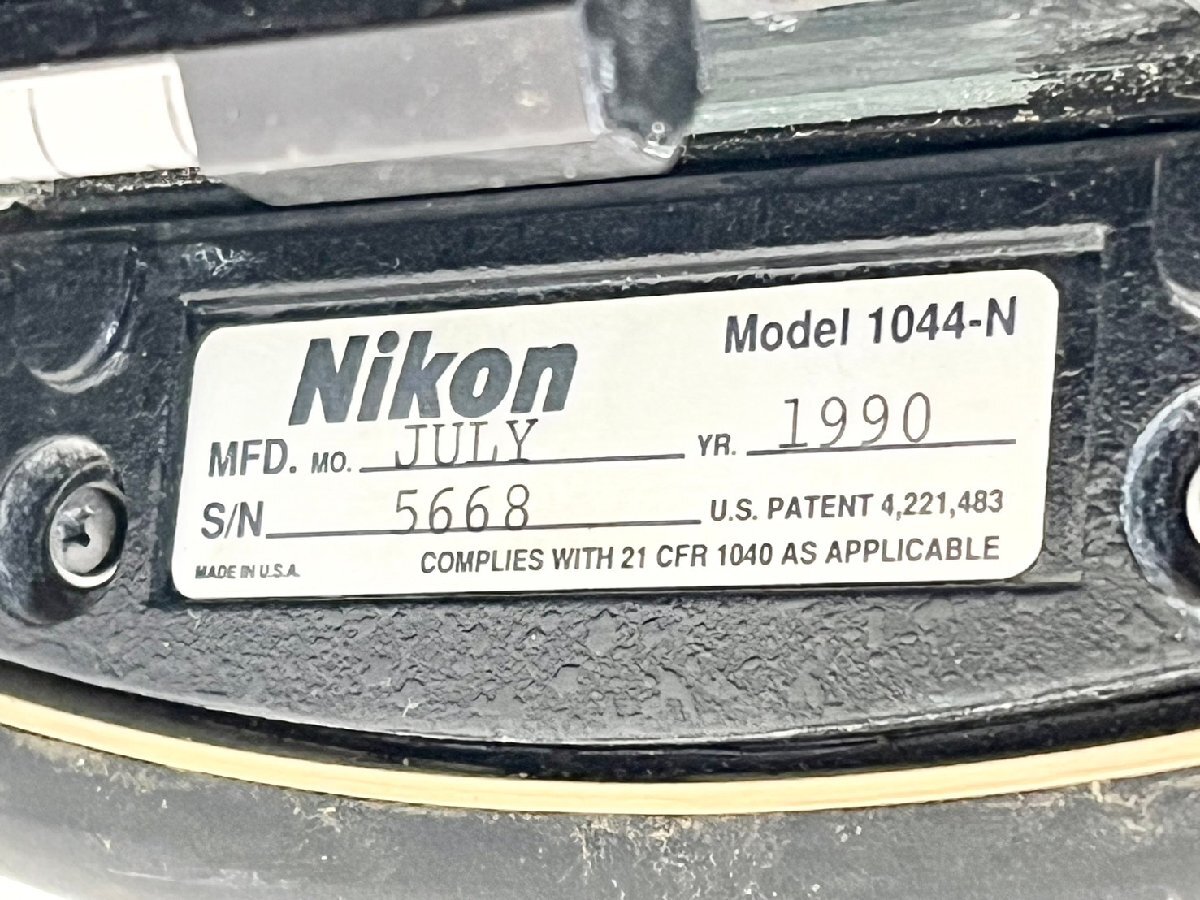 Nikon
Model 1044-N
MFD. MO. JULY YR. 1990
S/N 5668 U.S. PATENT 4,221,483
MADE IN U.S.A. COMPLIES WITH 21 CFR 1040 AS APPLICABLE